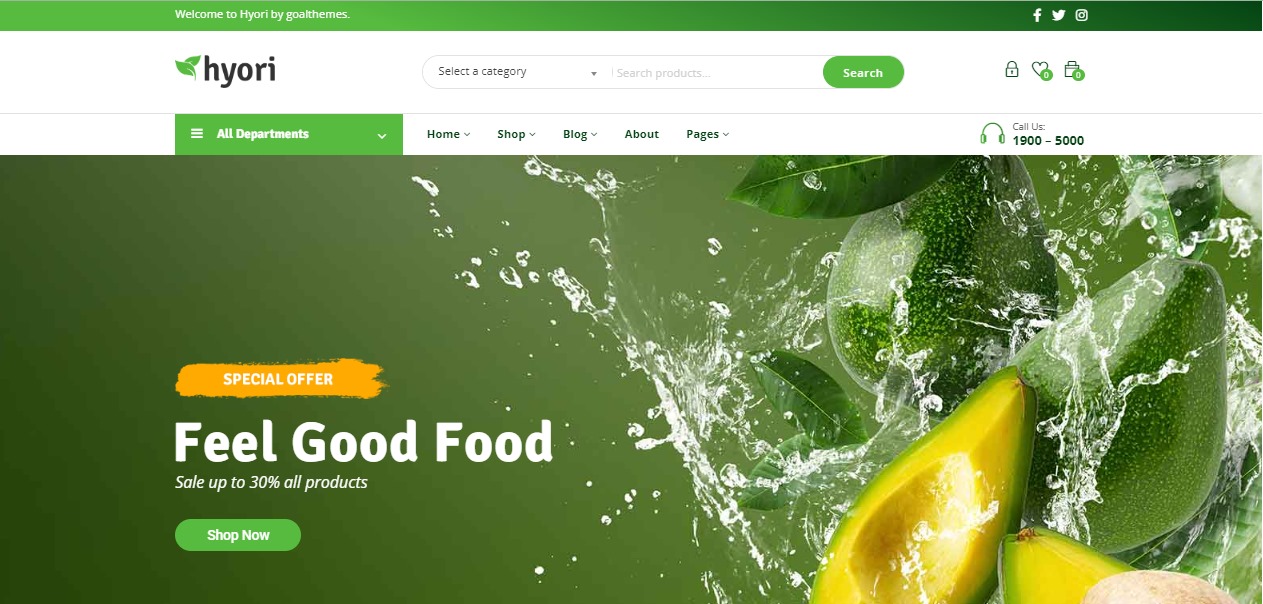 Welcome to Hyori by goalthemes.
hyori
Select a category
Search products...
Search
0
0
All Departments
Home
Shop
Blog
About
Pages
Call Us:
1900 – 5000
SPECIAL OFFER
Feel Good Food
Sale up to 30% all products
Shop Now